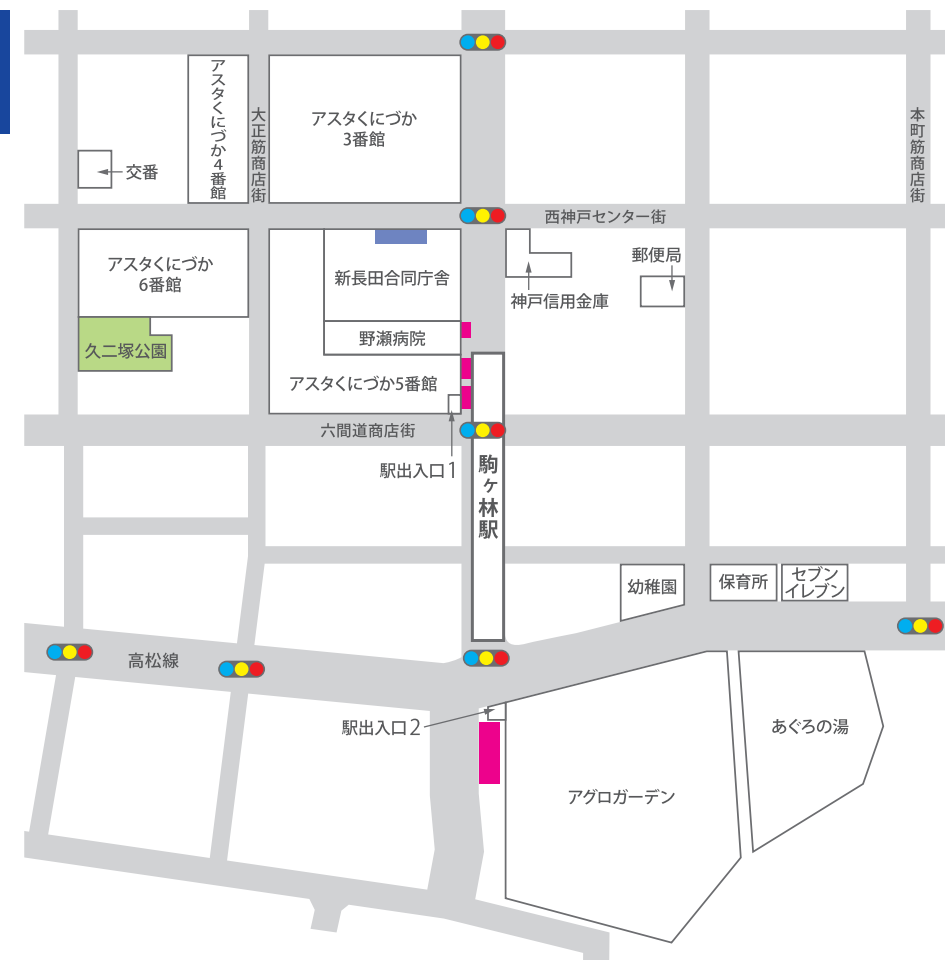 アスタくにづか4番館
大正筋商店街
アスタくにづか
3番館
本町筋商店街
交番
西神戸センター街
アスタくにづか
6番館
新長田合同庁舎
郵便局
神戸信用金庫
野瀬病院
久二塚公園
アスタくにづか5番館
六間道商店街
駅出入口1
駒ヶ林駅
幼稚園
保育所
セブン
イレブン
高松線
駅出入口2
あぐろの湯
アグロガーデン